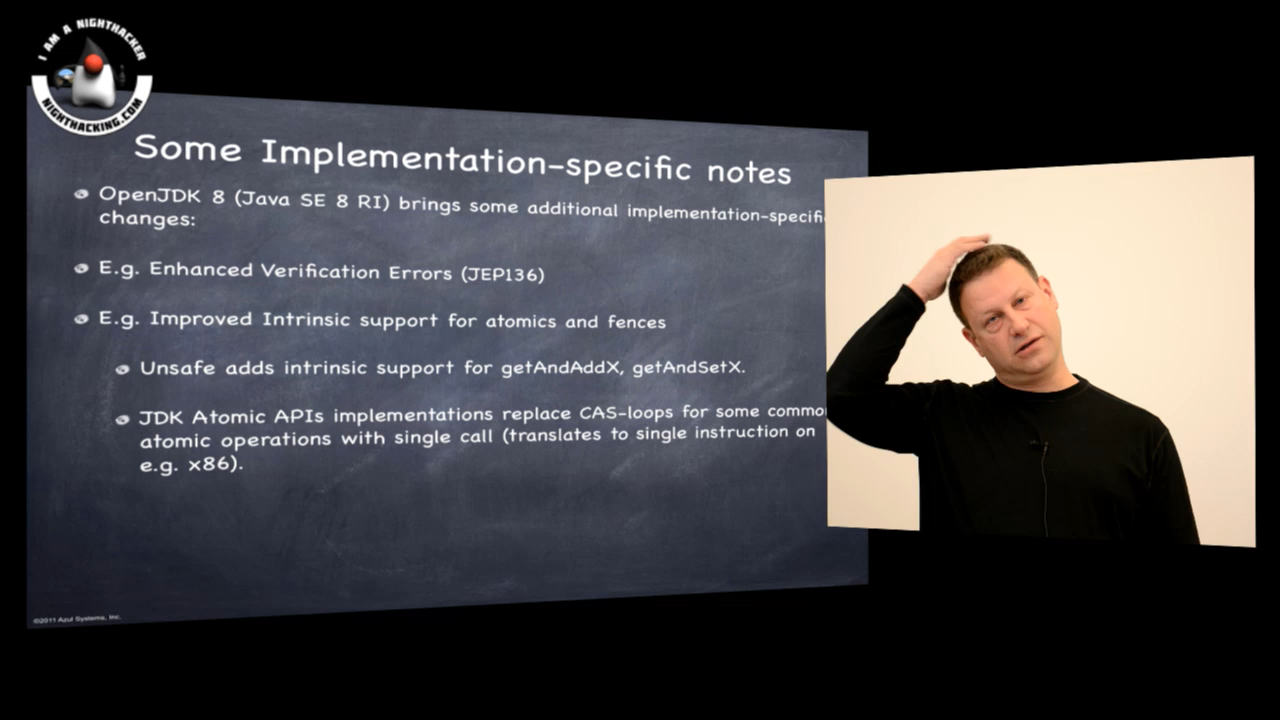 I AM A NIGHTHACKER
NIGHTHACKING.COM
Some Implementation-specific notes
OpenJDK 8 (Java SE 8 RI) brings some additional implementation-specific
changes:
E.g. Enhanced Verification Errors (JEP136)
E.g. Improved Intrinsic support for atomics and fences
Unsafe adds intrinsic support for getAndAddX, getAndSetX.
JDK Atomic APIs implementations replace CAS-loops for some common
atomic operations with single call (translates to single instruction on
e.g. x86).
©2011 Azul Systems, Inc.